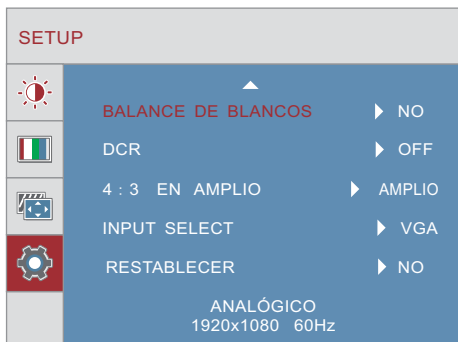 SETUP
BALANCE DE BLANCOS NO
DCR OFF
4 : 3 EN AMPLIO AMPLIO
INPUT SELECT VGA
RESTABLECER NO
ANALÓGICO
1920x1080 60Hz